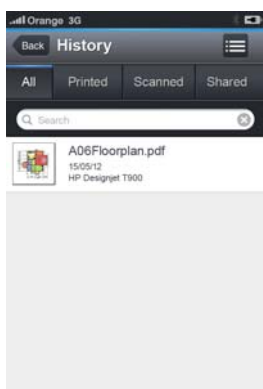 Orange 3G
Back History
All Printed Scanned Shared
Search
A06Floorplan.pdf
15/05/12
HP Designjet T900